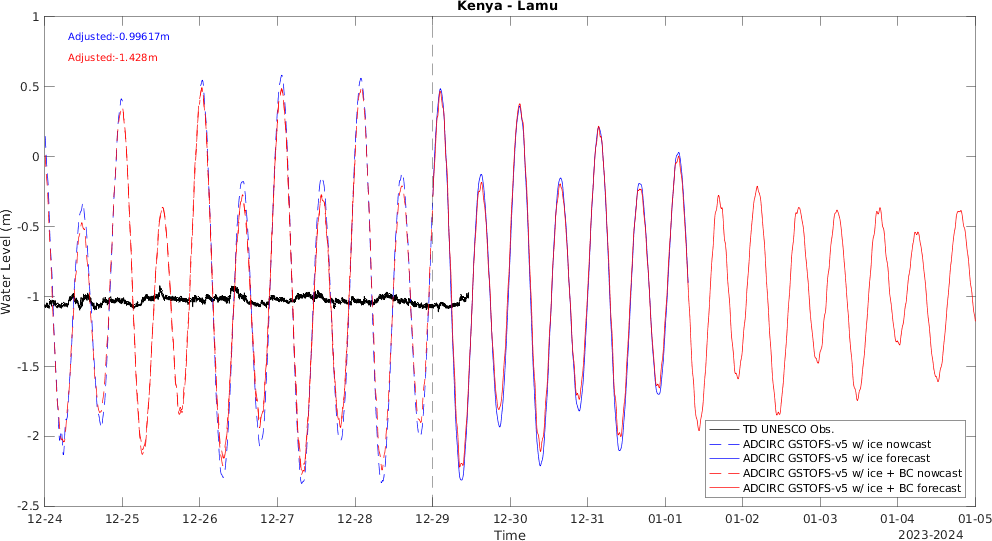 Kenya - Lamu
Adjusted:-0.99617m
Adjusted:-1.428m
Water Level (m)
1
0.5
0
-0.5
-1
-1.5
-2
-2.5
12-24 12-25 12-26 12-27 12-28 12-29 12-30 12-31 01-01 01-02 01-03 01-04 01-05
Time
2023-2024
TD UNESCO Obs.
ADCIRC GSTOFS-v5 w/ ice nowcast
ADCIRC GSTOFS-v5 w/ ice forecast
ADCIRC GSTOFS-v5 w/ ice + BC nowcast
ADCIRC GSTOFS-v5 w/ ice + BC forecast